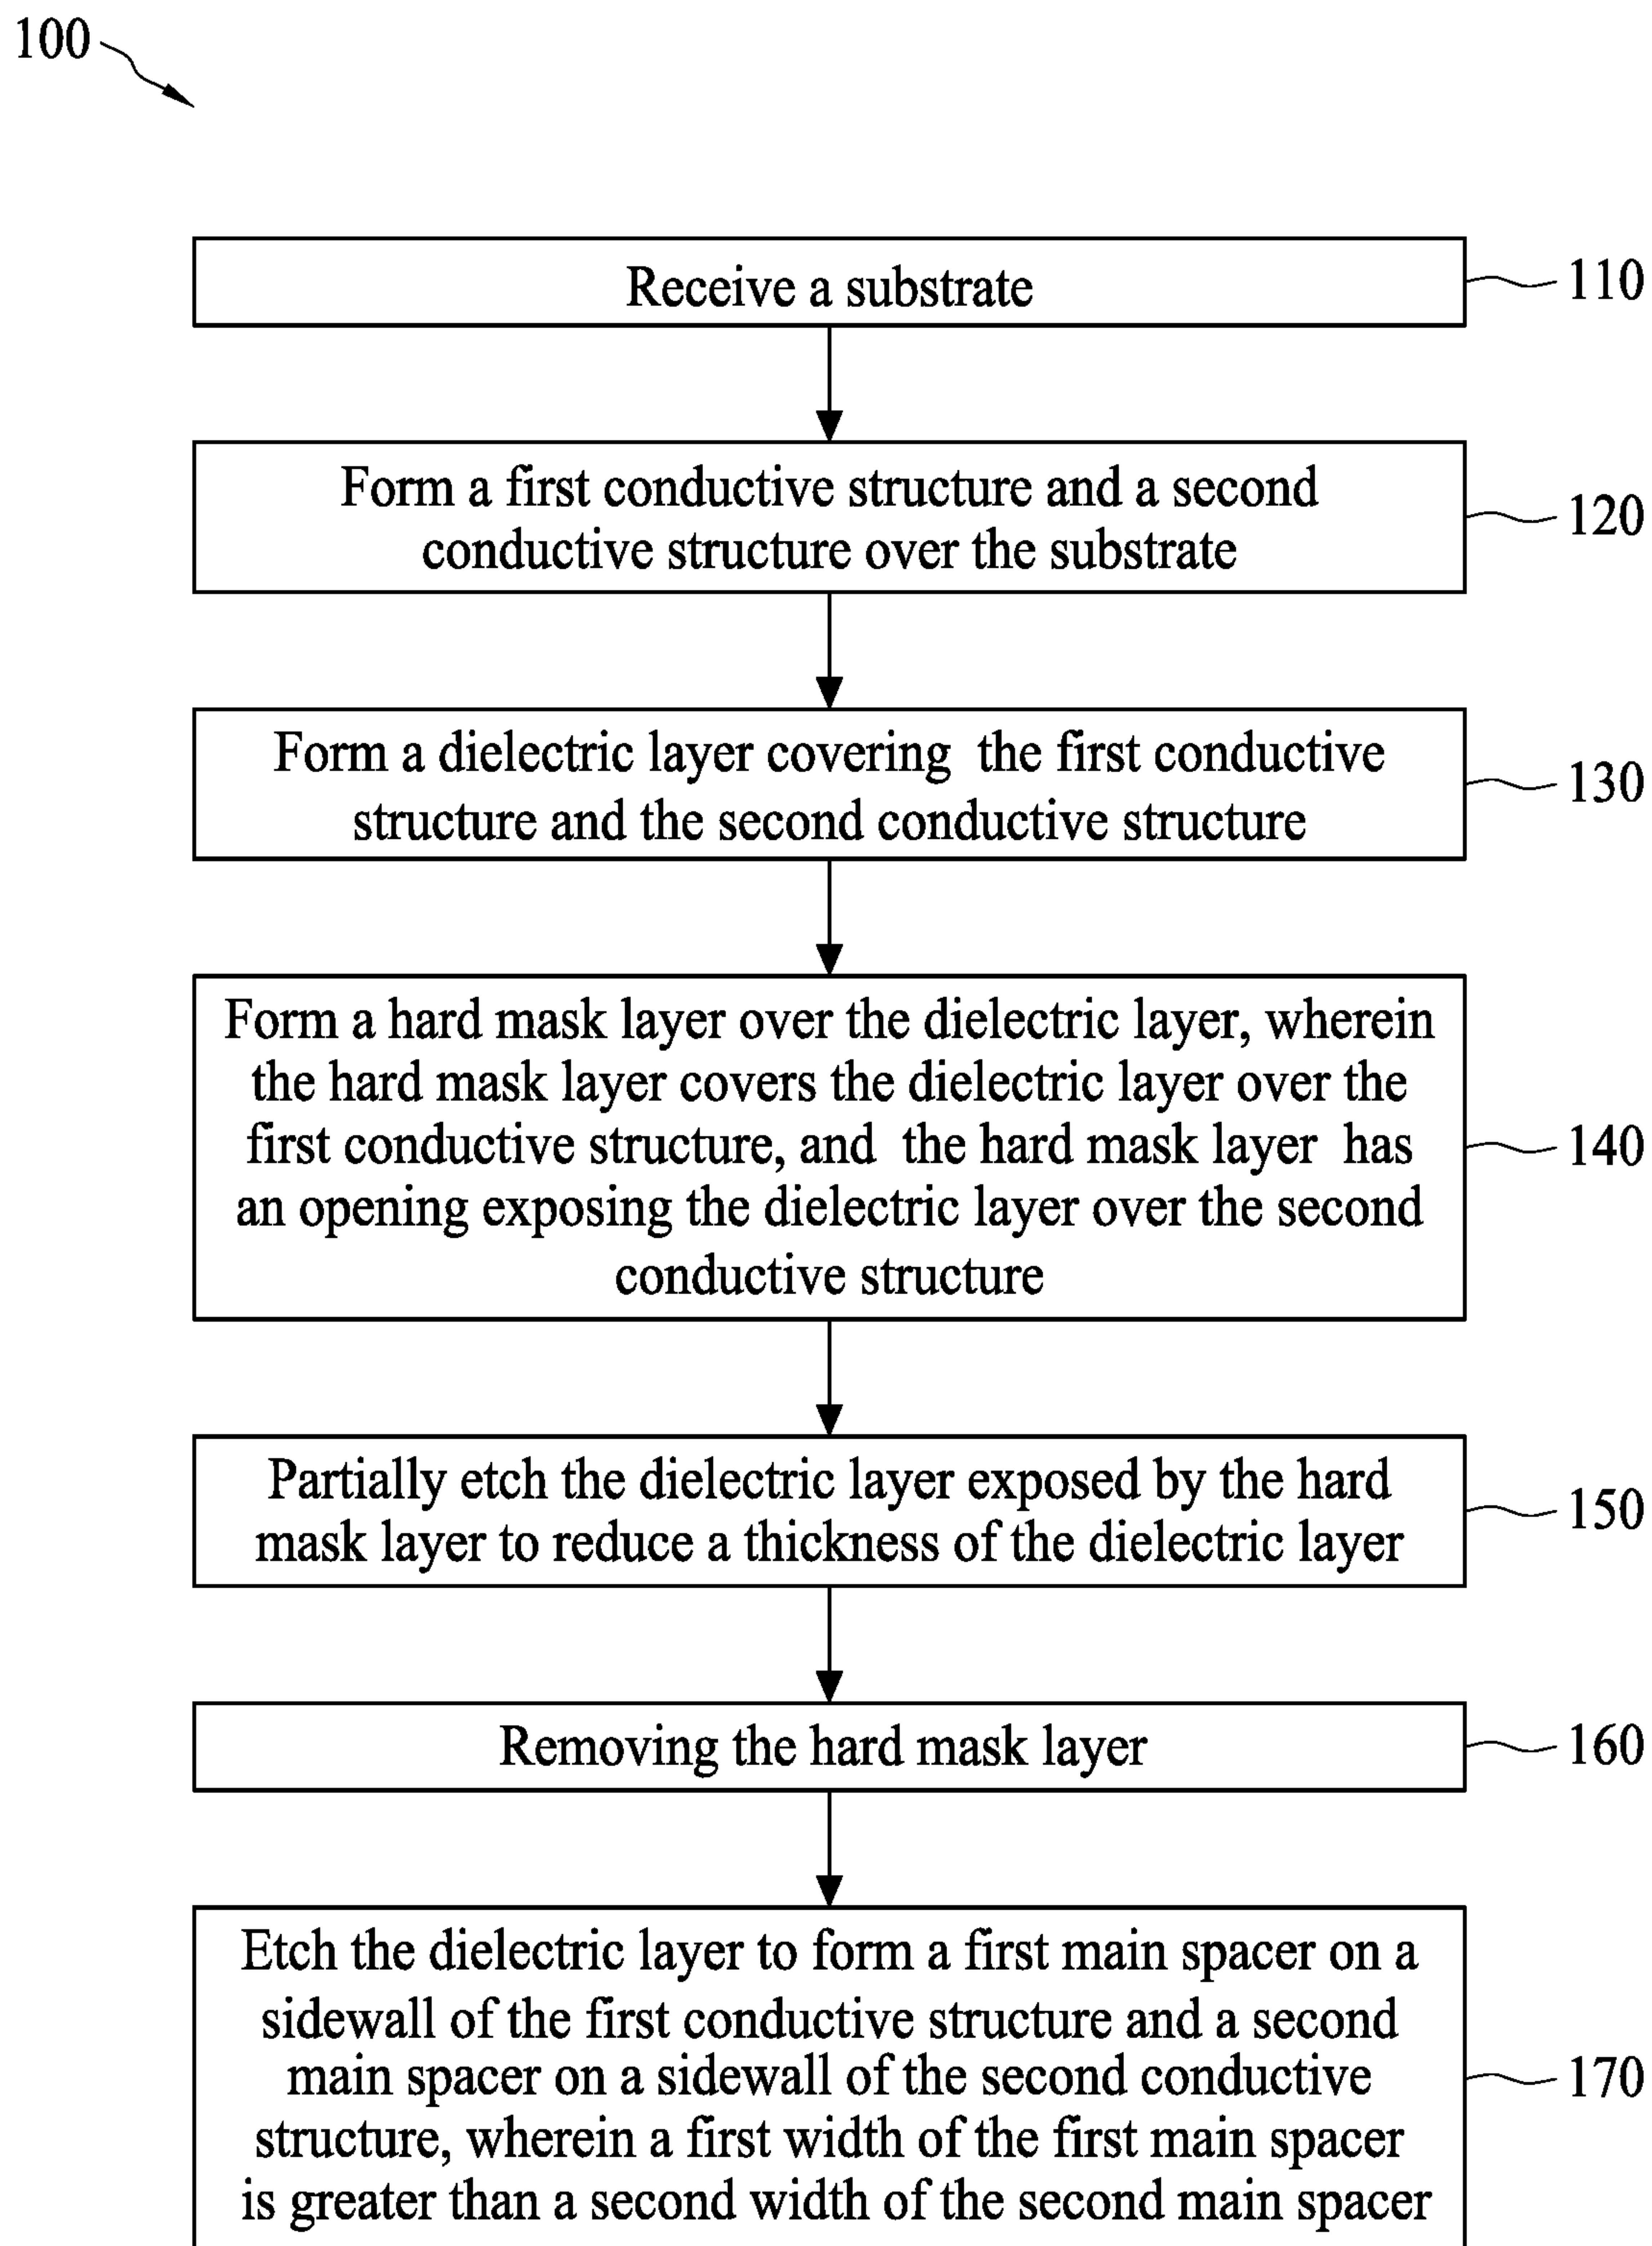 100
Receive a substrate
110
Form a first conductive structure and a second
conductive structure over the substrate
120
Form a dielectric layer covering  the first conductive
structure and the second conductive structure
130
Form a hard mask layer over the dielectric layer, wherein
the hard mask layer covers the dielectric layer over the
first conductive structure, and  the hard mask layer  has
an opening exposing the dielectric layer over the second
conductive structure
140
Partially etch the dielectric layer exposed by the hard
mask layer to reduce a thickness of the dielectric layer
150
Removing the hard mask layer
160
Etch the dielectric layer to form a first main spacer on a
sidewall of the first conductive structure and a second
main spacer on a sidewall of the second conductive
structure, wherein a first width of the first main spacer
is greater than a second width of the second main spacer
170